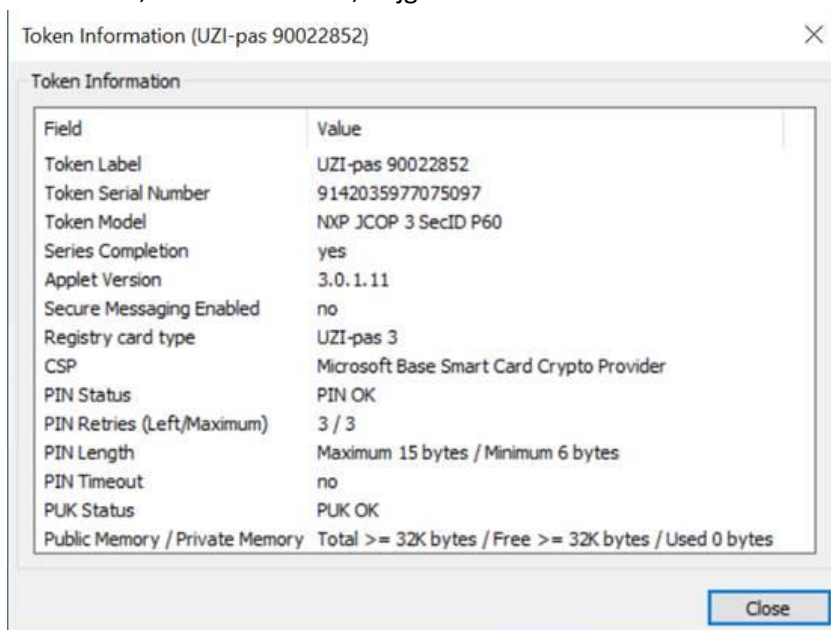 Token Information (UZI-pas 90022852)
Token Information
Field Value
Token Label UZI-pas 90022852
Token Serial Number 9142035977075097
Token Model NXP JCOP 3 SecID P60
Series Completion yes
Applet Version 3.0.1.11
Secure Messaging Enabled no
Registry card type UZI-pas 3
CSP Microsoft Base Smart Card Crypto Provider
PIN Status PIN OK
PIN Retries (Left/Maximum) 3 / 3
PIN Length Maximum 15 bytes / Minimum 6 bytes
PIN Timeout no
PUK Status PUK OK
Public Memory / Private Memory Total >= 32K bytes / Free >= 32K bytes / Used 0 bytes
Close